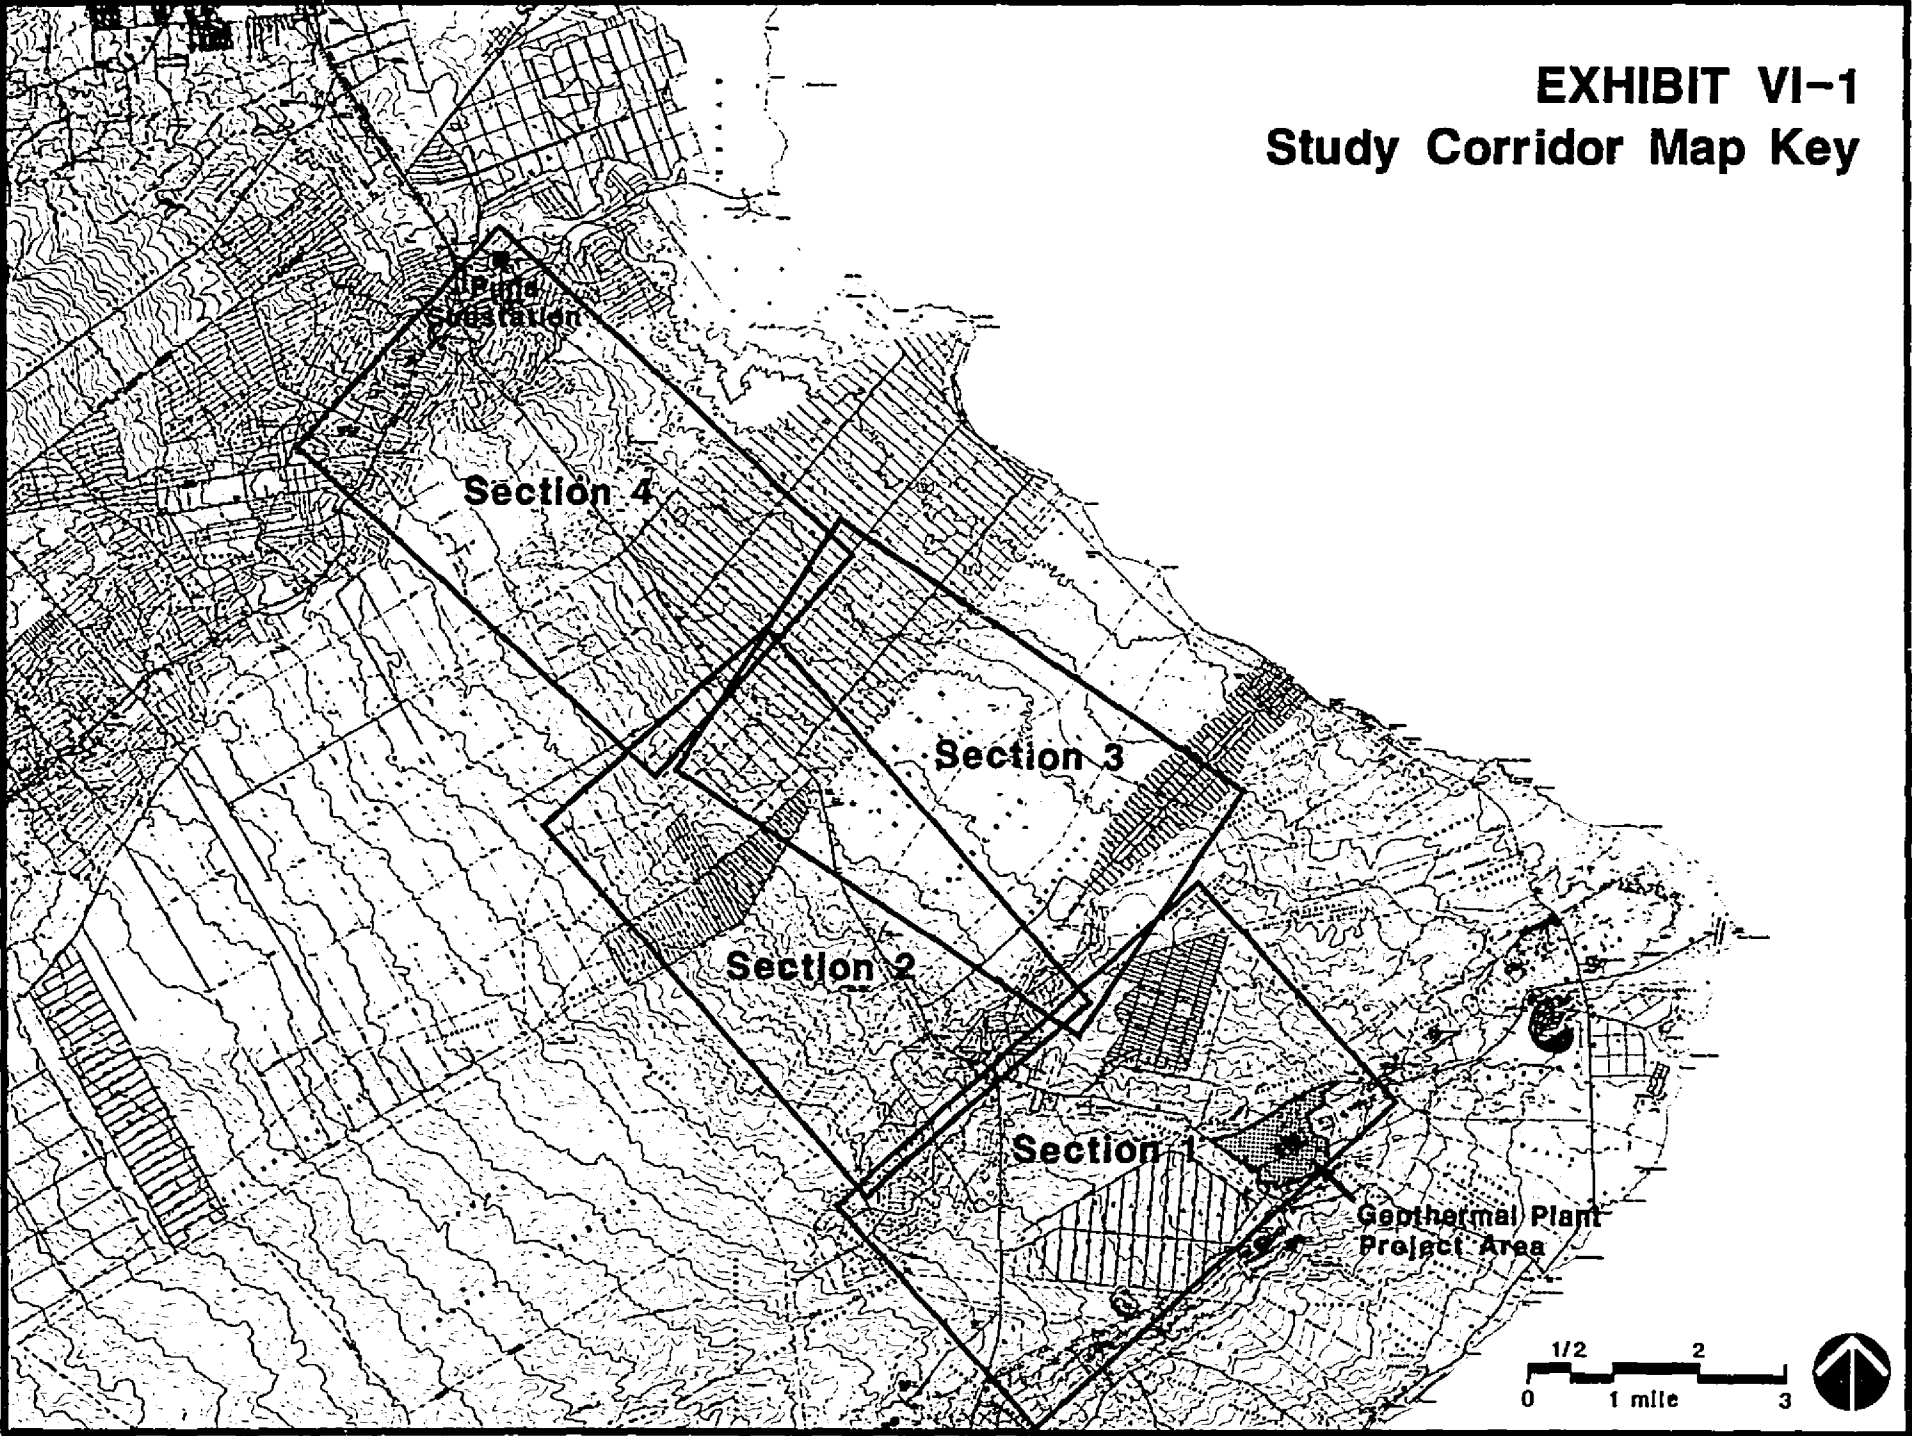 EXHIBIT VI-1
Study Corridor Map Key
Puna
Substation
Section 4
Section 3
Section 2
Section 1
Geothermal Plant
Project Area
1/2 2
0 1 mile 3